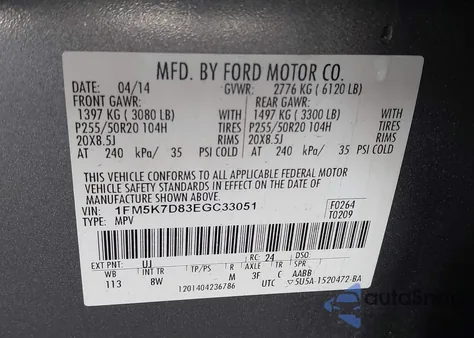 MFD. BY FORD MOTOR CO.
DATE: 04/14 GVWR: 2776 KG ( 6120 LB)
FRONT GAWR: REAR GAWR:
1397 KG ( 3080 LB) WITH 1497 KG ( 3300 LB) WITH
P255/50R20 104H TIRES P255/50R20 104H TIRES
20X8.5J RIMS 20X8.5J RIMS
AT 240 kPa/ 35 PSI COLD AT 240 kPa/ 35 PSI COLD
THIS VEHICLE CONFORMS TO ALL APPLICABLE FEDERAL MOTOR
VEHICLE SAFETY AND THEFT PREVENTION STANDARDS IN EFFECT ON THE DATE OF
MANUFACTURE SHOWN ABOVE.
VIN: 1FM5K7D83EGC33051 F0264
TYPE: MPV T0209
EXT PNT: UJ RC: 24 DSO:
WB INT TR TP/PS R AXLE TR SPR
113 8W M 3F C AABB
1201404236786 UTC 5U5A-1520472-BA